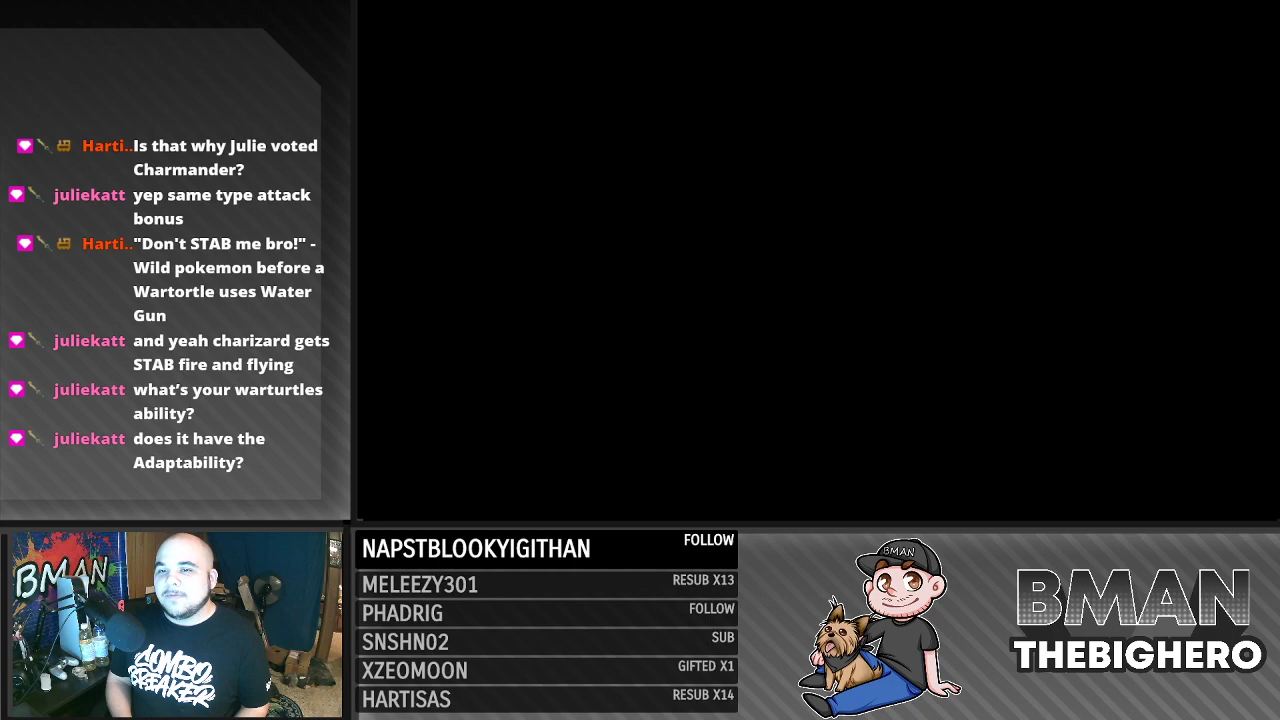 Harti.. Is that why Julie voted
Charmander?
juliekatt yep same type attack
bonus
Harti.. "Don't STAB me bro!" -
Wild pokemon before a
Wartortle uses Water
Gun
juliekatt and yeah charizard gets
STAB fire and flying
juliekatt what's your warturtles
ability?
juliekatt does it have the
Adaptability?
BMAN
COMBO
BREAKER
NAPSTBLOOKYIGITHAN FOLLOW
MELEEZY301 RESUB X13
PHADRIG FOLLOW
SNSHN02 SUB
XZEOMOON GIFTED X1
HARTISAS RESUB X14
BMAN
BMAN
THEBIGHERO